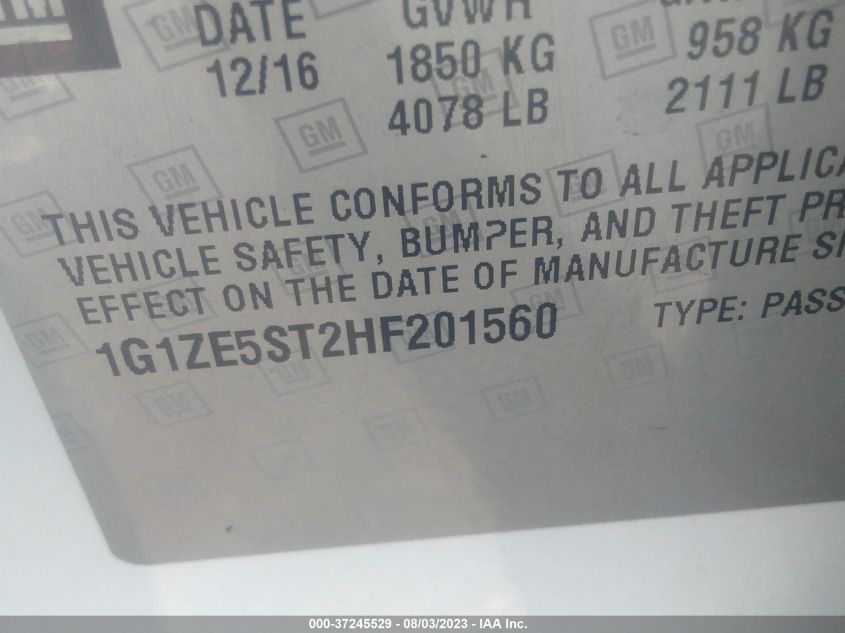 DATE GVWR
12/16 1850 KG 958 KG
4078 LB 2111 LB
THIS VEHICLE CONFORMS TO ALL
VEHICLE SAFETY, BUMPER, AND THEFT
EFFECT ON THE DATE OF MANUFACTURE
1G1ZE5ST2HF201560 TYPE: PASS
GM
000-37245529 - 08/03/2023 - IAA Inc.